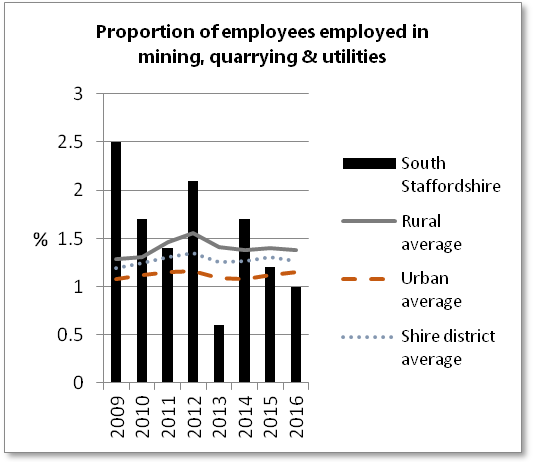 Proportion of employees employed in
mining, quarrying & utilities
3
2.5
2
1.5
1
0.5
0
%
2009
2010
2011
2012
2013
2014
2015
2016
South
Staffordshire
Rural
average
Urban
average
Shire district
average